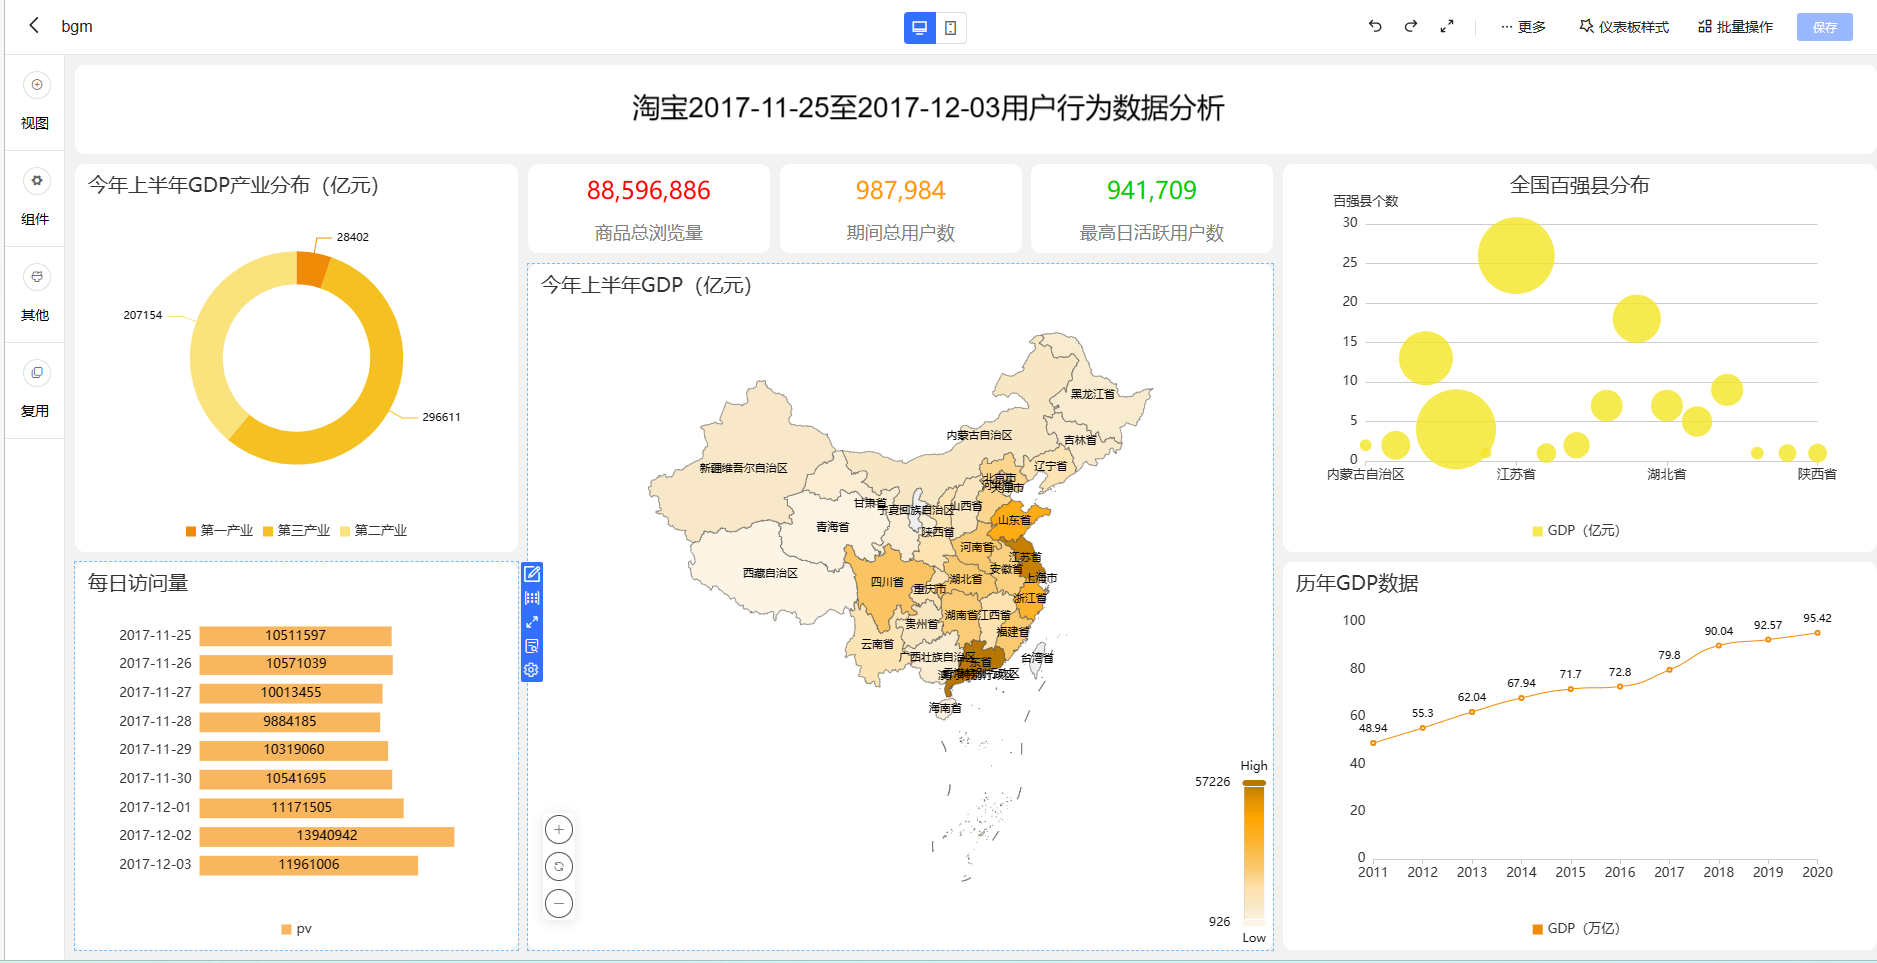 bgm
更多
仪表板样式
批量操作
保存
视图
组件
其他
复用
淘宝2017-11-25至2017-12-03用户行为数据分析
今年上半年GDP产业分布（亿元）
28402
207154
296611
第一产业
第三产业
第二产业
88,596,886
商品总浏览量
987,984
期间总用户数
941,709
最高日活跃用户数
全国百强县分布
百强县个数
30
25
20
15
10
5
0
内蒙古自治区
江苏省
湖北省
陕西省
GDP（亿元）
每日访问量
2017-11-25 10511597
2017-11-26 10571039
2017-11-27 10013455
2017-11-28 9884185
2017-11-29 10319060
2017-11-30 10541695
2017-12-01 11171505
2017-12-02 13940942
2017-12-03 11961006
pv
今年上半年GDP（亿元）
黑龙江省
内蒙古自治区
吉林省
新疆维吾尔自治区
辽宁省
北京市
天津市
甘肃省
宁夏回族自治区
山西省
青海省
陕西省
山东省
河南省
江苏省
西藏自治区
四川省
重庆市
湖北省
安徽省
上海市
浙江省
贵州省
湖南省
江西省
云南省
福建省
广西壮族自治区
东省
台湾省
海南省
High
57226
926
Low
历年GDP数据
100
80
60
40
20
0
48.94
55.3
62.04
67.94
71.7
72.8
79.8
90.04
92.57
95.42
2011
2012
2013
2014
2015
2016
2017
2018
2019
2020
GDP（万亿）